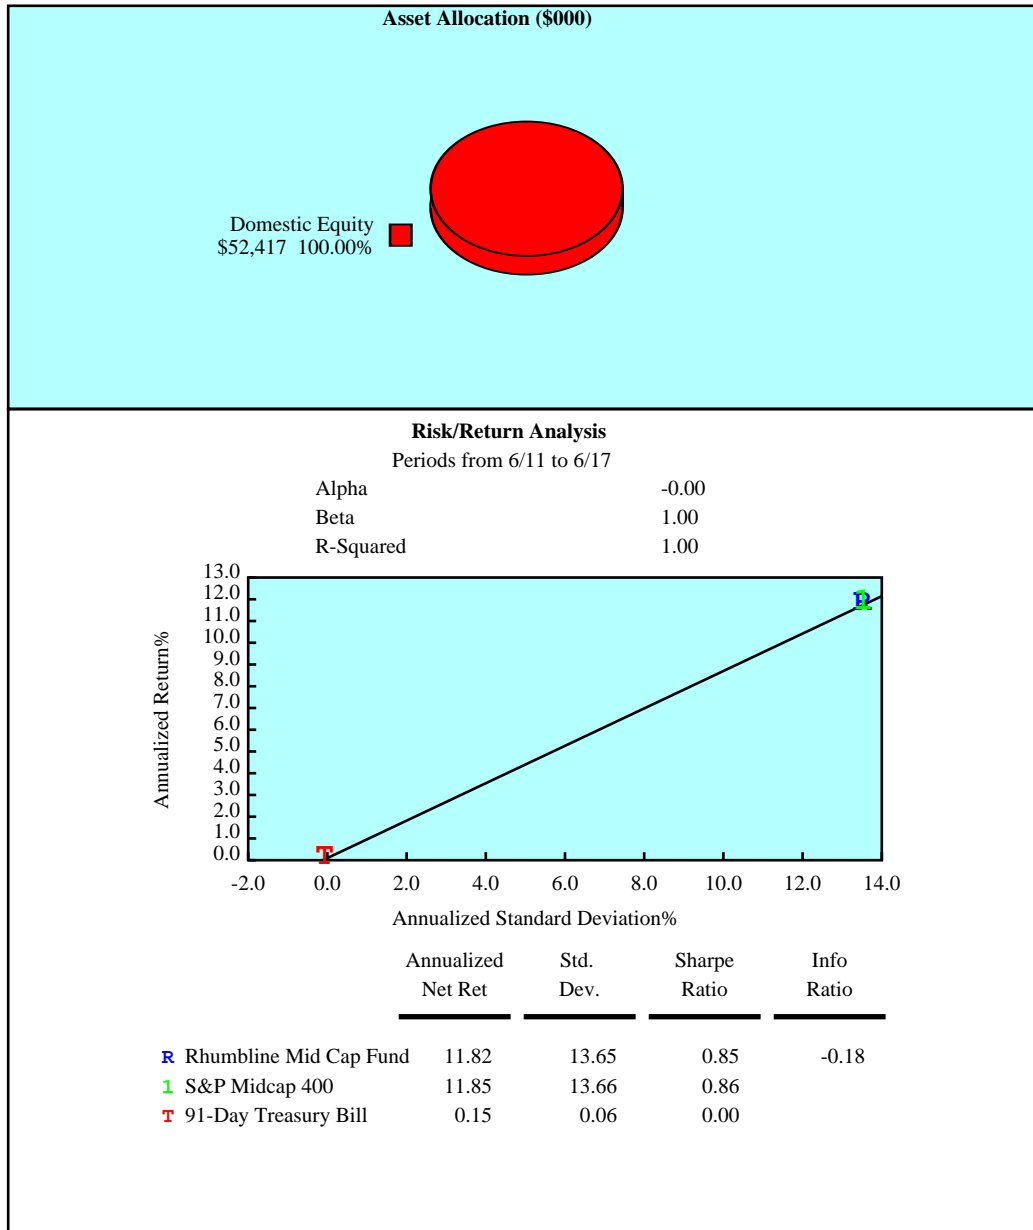 Asset Allocation ($000)
Domestic Equity
$52,417 100.00%
Risk/Return Analysis
Periods from 6/11 to 6/17
Alpha -0.00
Beta 1.00
R-Squared 1.00
13.0
12.0
11.0
10.0
9.0
8.0
7.0
6.0
5.0
4.0
3.0
2.0
1.0
0.0
Annualized Return%
R
1
T
-2.0 0.0 2.0 4.0 6.0 8.0 10.0 12.0 14.0
Annualized Standard Deviation%
Annualized Std. Sharpe Info
Net Ret Dev. Ratio Ratio
R Rhumbline Mid Cap Fund 11.82 13.65 0.85 -0.18
1 S&P Midcap 400 11.85 13.66 0.86
T 91-Day Treasury Bill 0.15 0.06 0.00